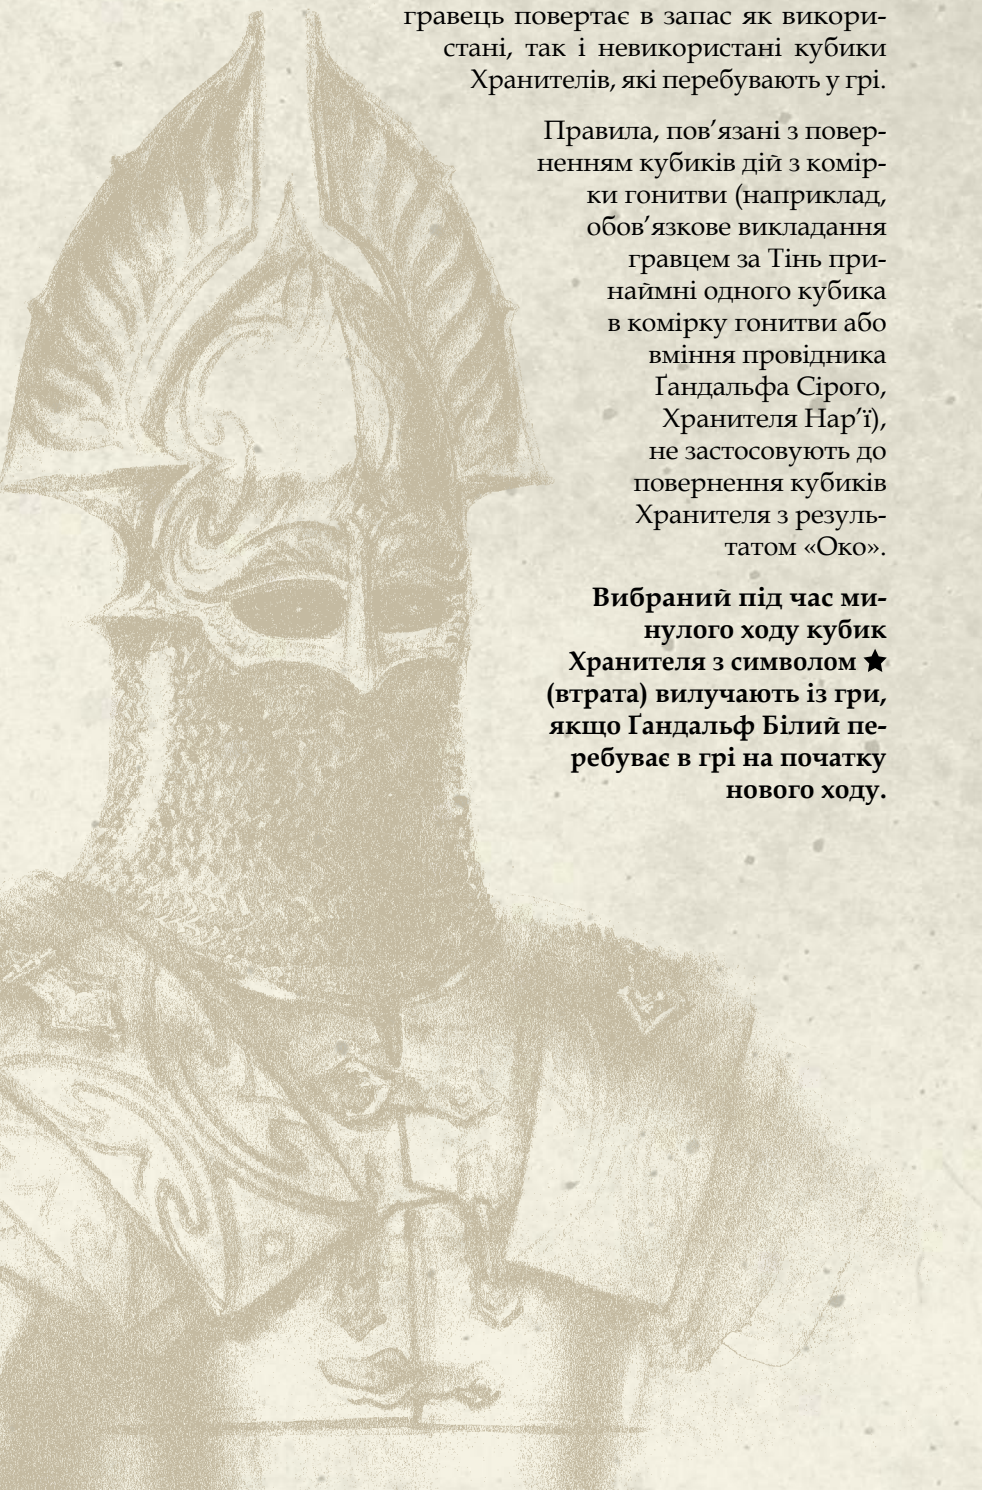 гравець повертає в запас як викори-
стані, так і невикористані кубики
Хранителів, які перебувають у грі.
Правила, пов’язані з повер-
ненням кубиків дій з комір-
ки гонитви (наприклад,
обов’язкове викладання
гравцем за Тінь при-
наймні одного кубика
в комірку гонитви або
вміння провідника
Ґандальфа Сірого,
Хранителя Нар’ї),
не застосовують до
повернення кубиків
Хранителя з резуль-
татом «Око».
Вибраний під час ми-
нулого ходу кубик
Хранителя з символом ★
(втрата) вилучають із гри,
якщо Ґандальф Білий пе-
ребуває в грі на початку
нового ходу.